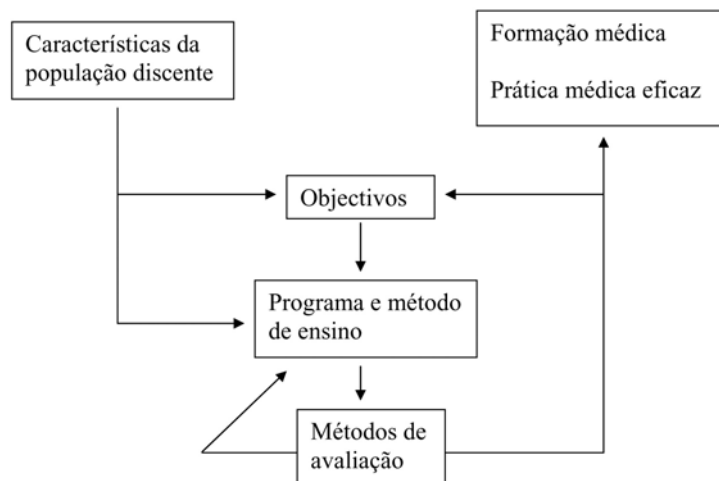 Características da
população discente
Formação médica
Prática médica eficaz
Objectivos
Programa e método
de ensino
Métodos de
avaliação